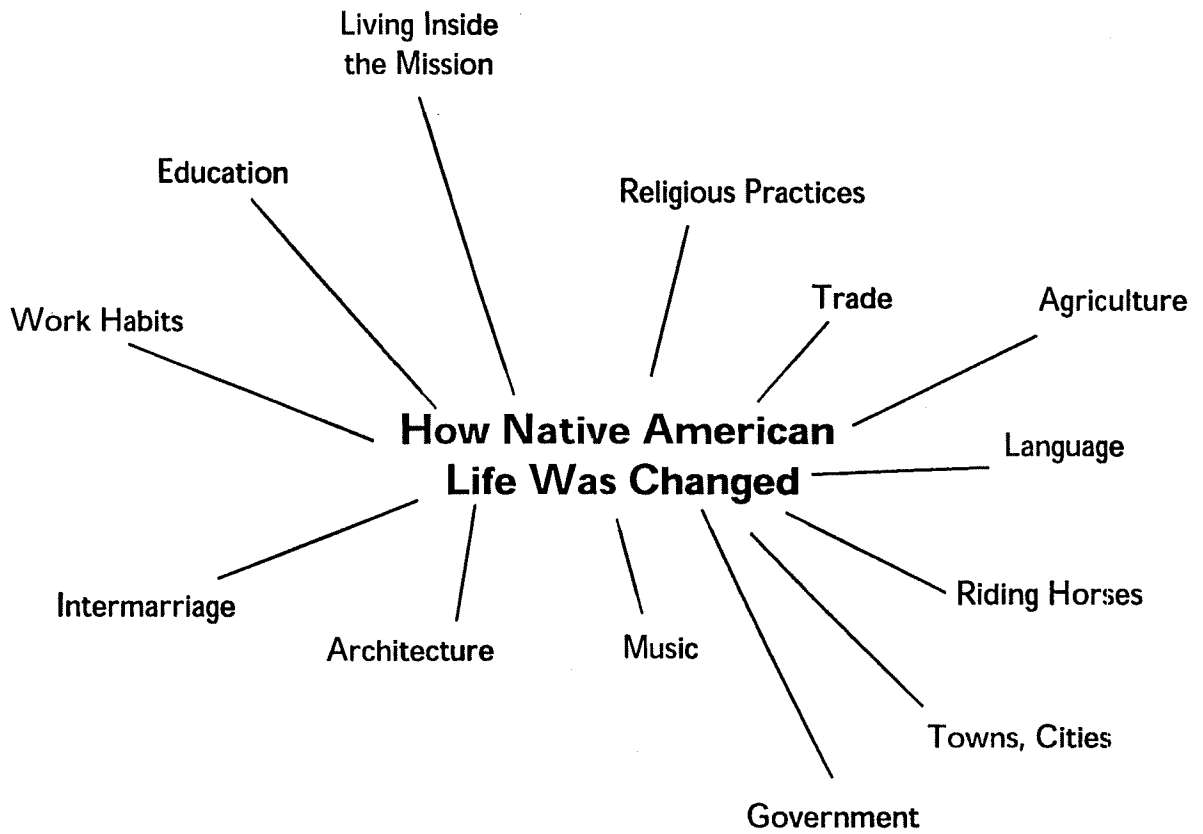 Living Inside
the Mission
Education
Religious Practices
Trade
Agriculture
Work Habits
How Native American
Life Was Changed
Language
Intermarriage
Riding Horses
Architecture
Music
Towns, Cities
Government